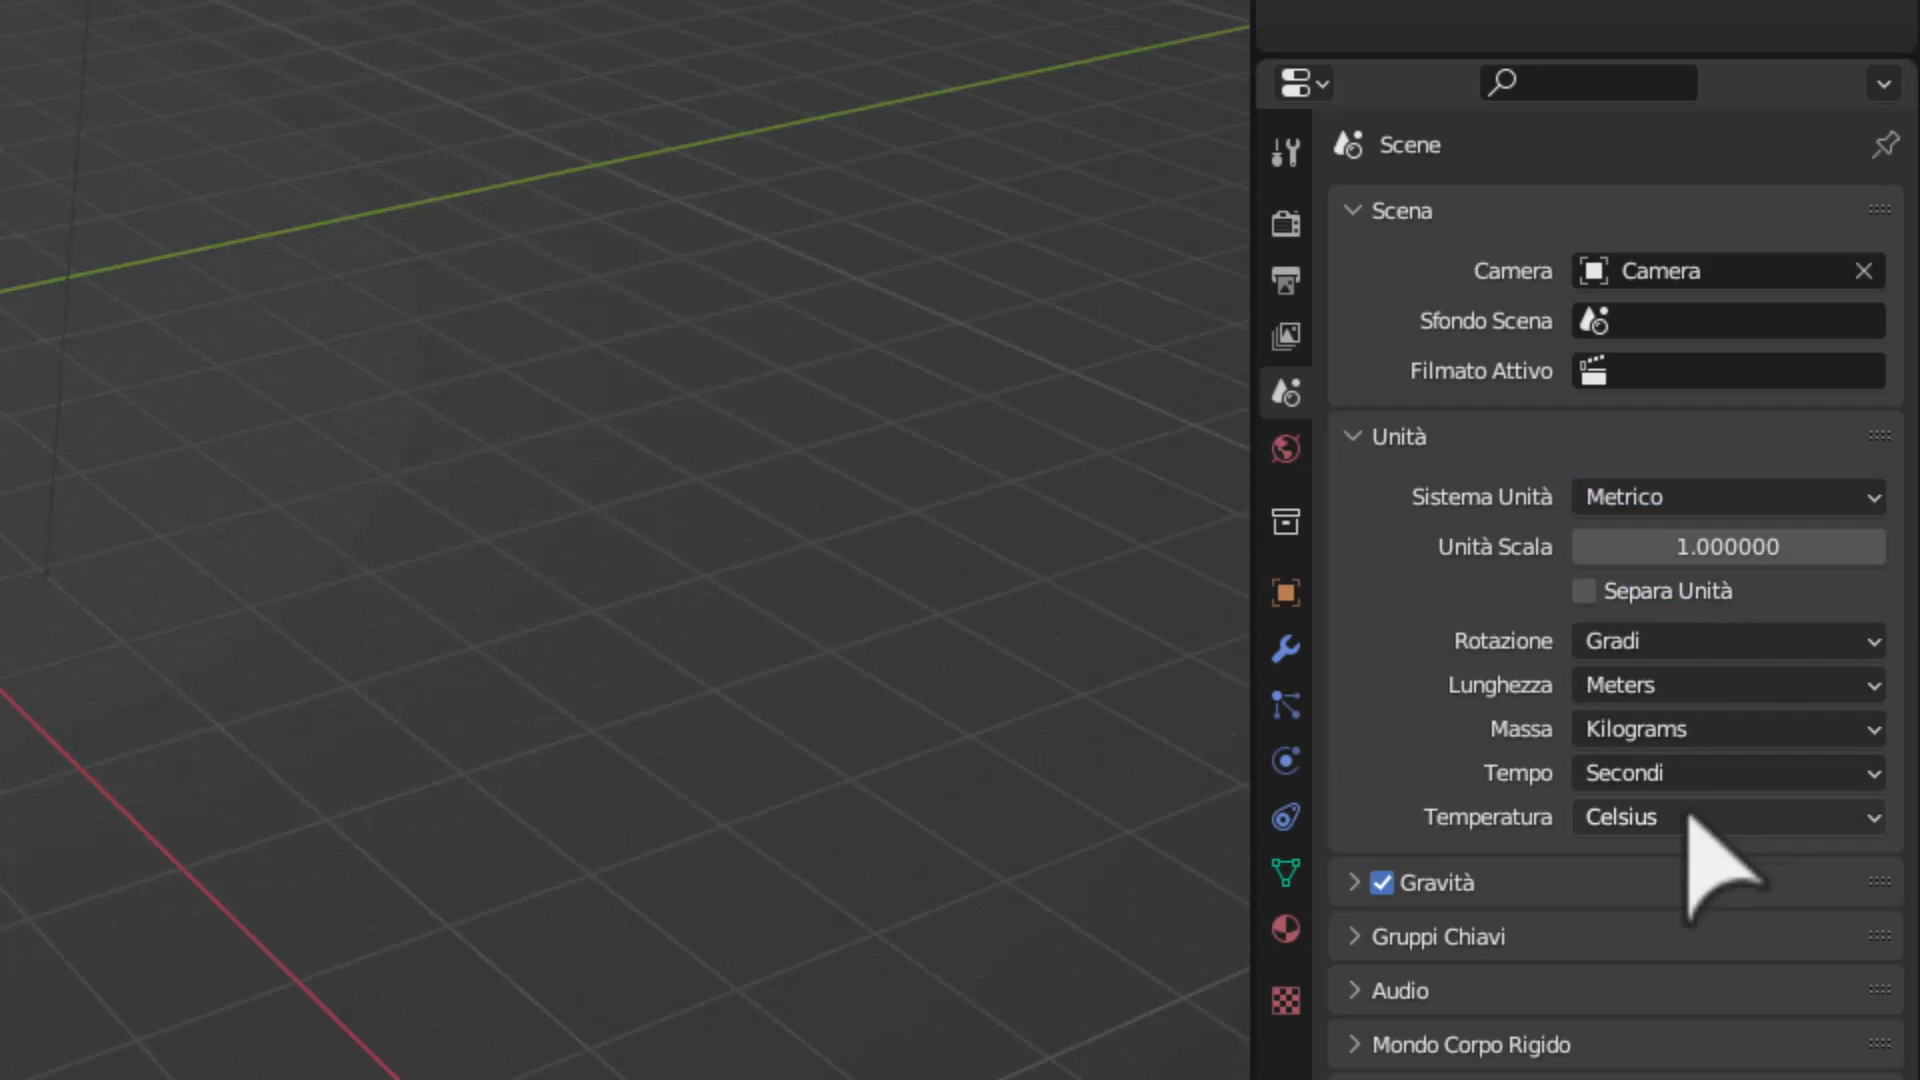 Scene
Scena
Camera Camera
Sfondo Scena
Filmato Attivo
Unità
Sistema Unità Metrico
Unità Scala 1.000000
Separa Unità
Rotazione Gradi
Lunghezza Meters
Massa Kilograms
Tempo Secondi
Temperatura Celsius
Gravità
Gruppi Chiavi
Audio
Mondo Corpo Rigido